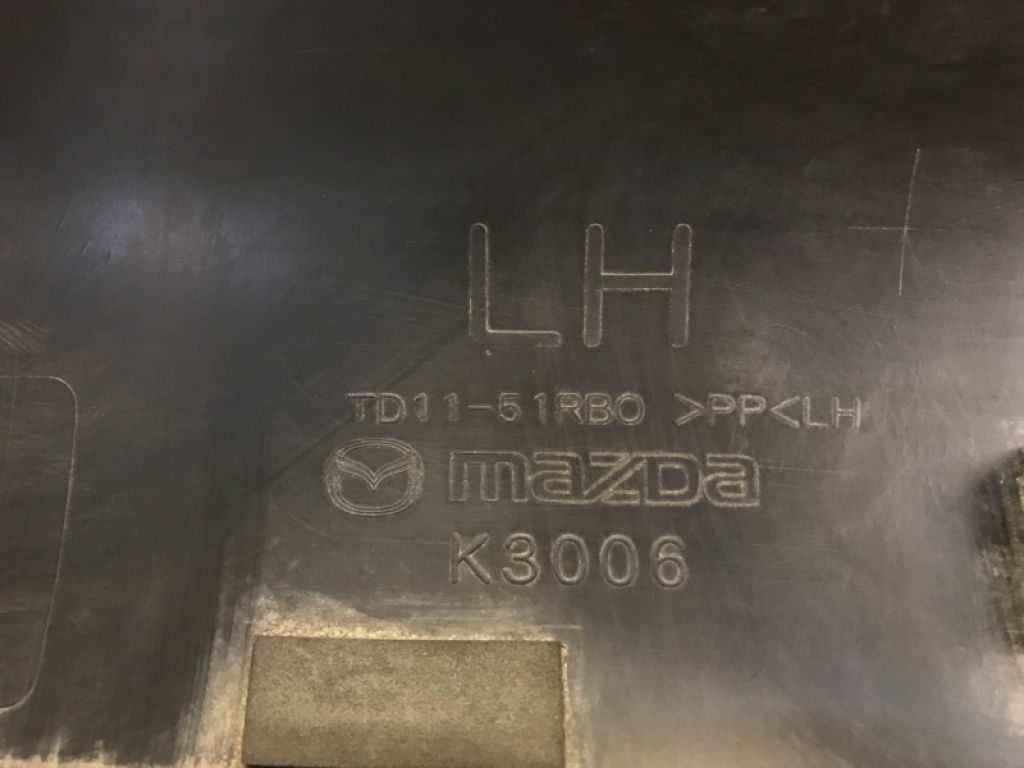 LH
TD11-51RB0 >PP<LH
mazda
K3006